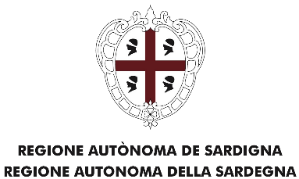 REGIONE AUTÒNOMA DE SARDIGNA
REGIONE AUTONOMA DELLA SARDEGNA